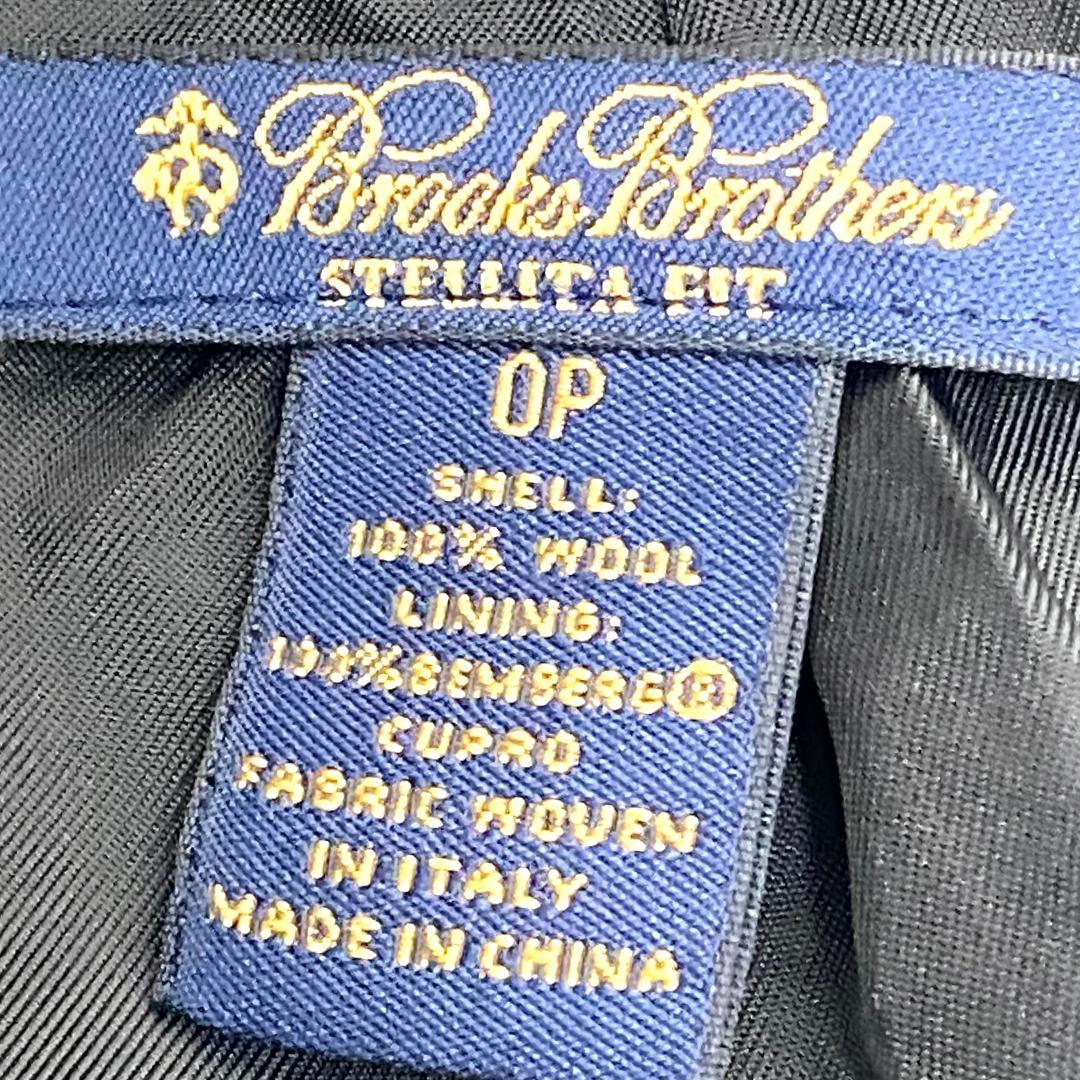 Brooks Brothers
STELLITA FIT
0P
SHELL:
100% WOOL
LINING:
100%BEMBERG®
CUPRO
FABRIC WOVEN
IN ITALY
MADE IN CHINA